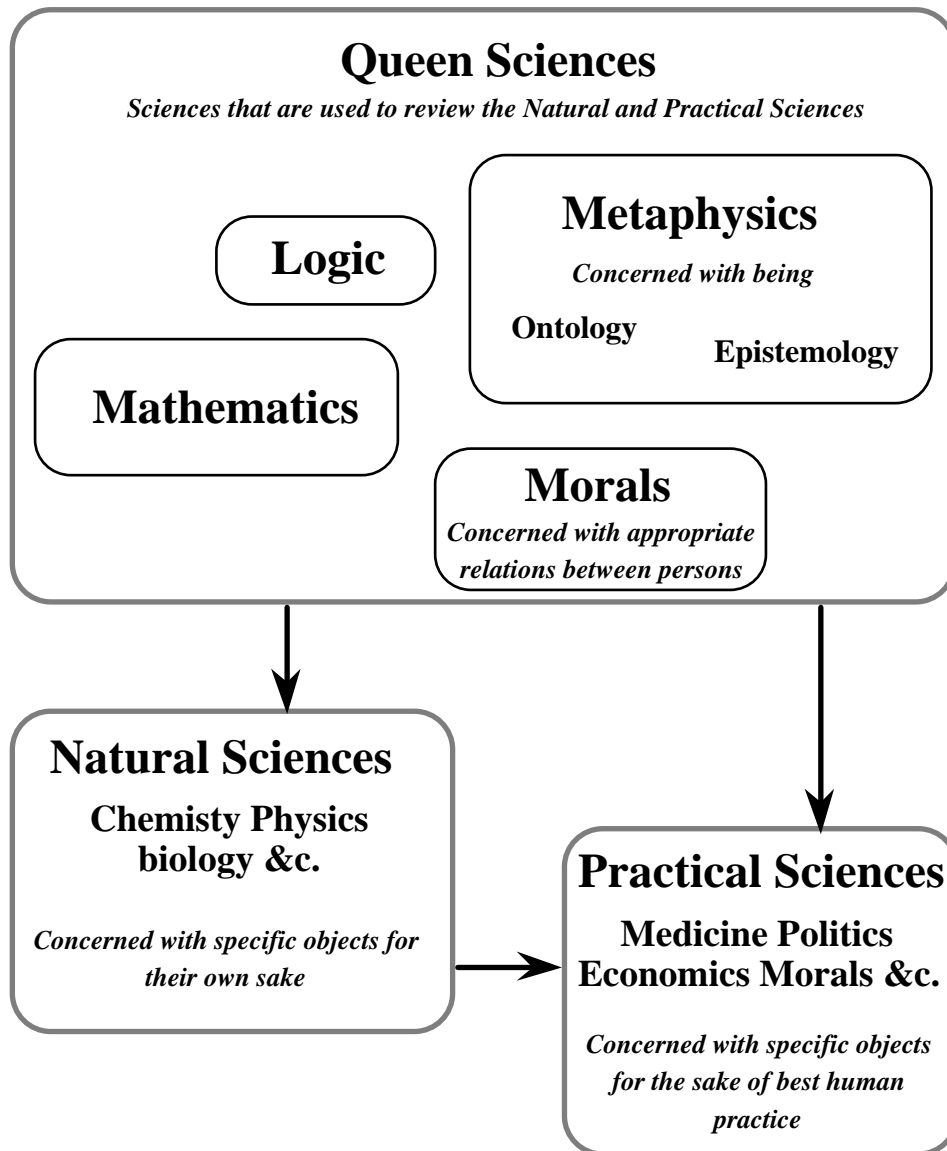 Queen Sciences
Sciences that are used to review the Natural and Practical Sciences
Logic
Metaphysics
Concerned with being
Ontology
Epistemology
Mathematics
Morals
Concerned with appropriate
relations between persons
Natural Sciences
Chemisty Physics
biology &c.
Concerned with specific objects for
their own sake
Practical Sciences
Medicine Politics
Economics Morals &c.
Concerned with specific objects
for the sake of best human
practice